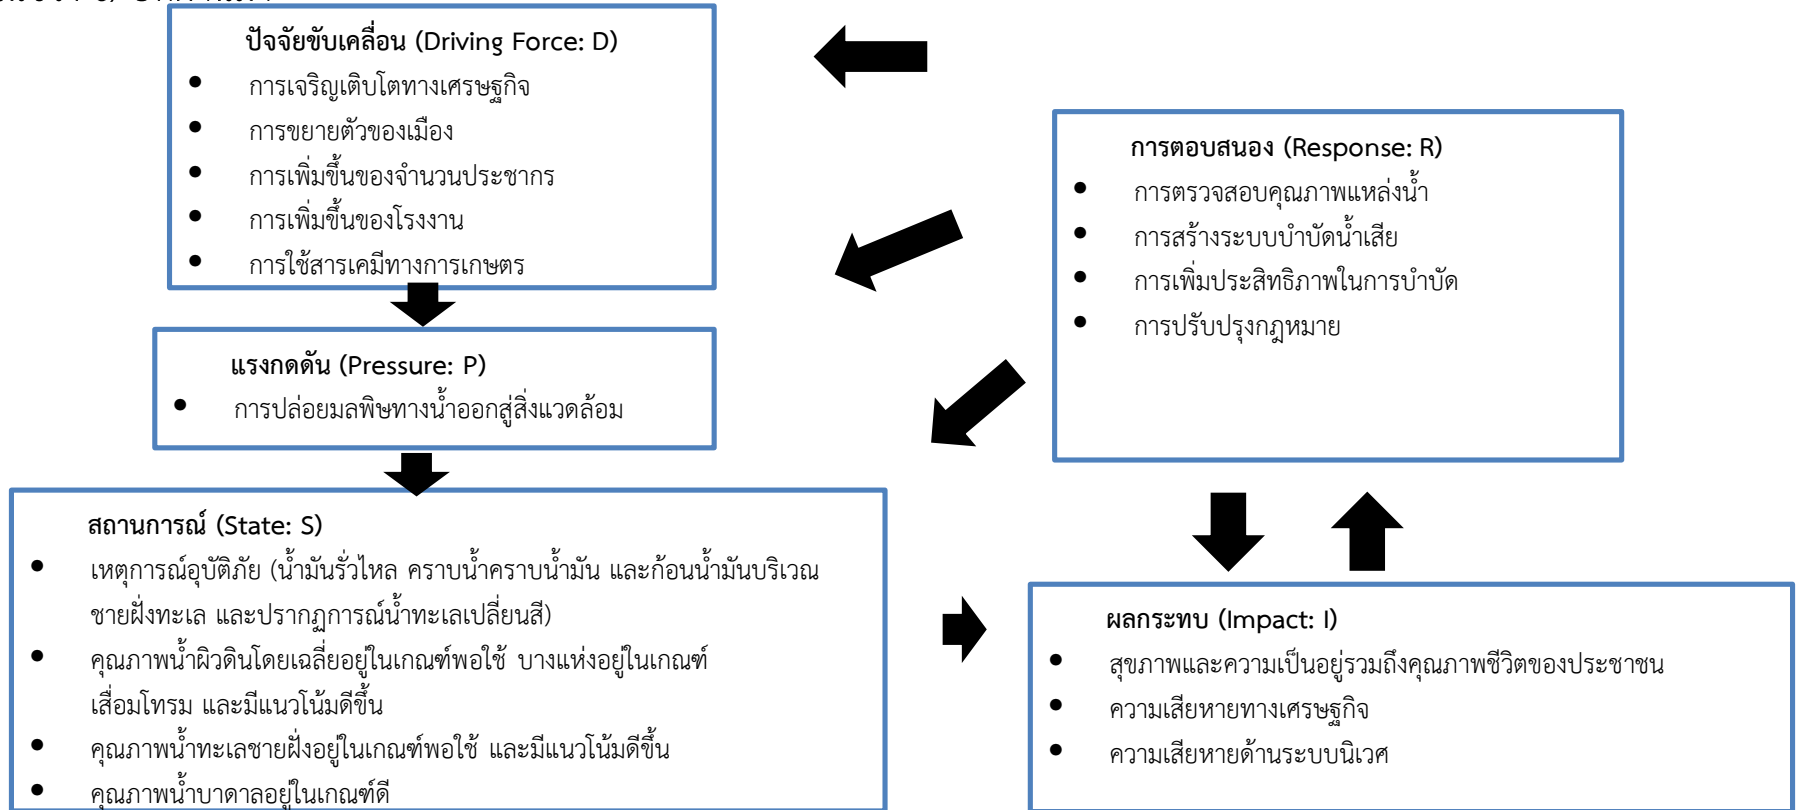 ปัจจัยขับเคลื่อน (Driving Force: D)
• การเจริญเติบโตทางเศรษฐกิจ
• การขยายตัวของเมือง
• การเพิ่มขึ้นของจำนวนประชากร
• การเพิ่มขึ้นของโรงงาน
• การใช้สารเคมีทางการเกษตร
แรงกดดัน (Pressure: P)
• การปล่อยมลพิษทางน้ำออกสู่สิ่งแวดล้อม
สถานการณ์ (State: S)
• เหตุการณ์อุบัติภัย (น้ำมันรั่วไหล คราบน้ำคราบน้ำมัน และก้อนน้ำมันบริเวณ
ชายฝั่งทะเล และปรากฏการณ์น้ำทะเลเปลี่ยนสี)
• คุณภาพน้ำผิวดินโดยเฉลี่ยอยู่ในเกณฑ์พอใช้ บางแห่งอยู่ในเกณฑ์
เสื่อมโทรม และมีแนวโน้มดีขึ้น
• คุณภาพน้ำทะเลชายฝั่งอยู่ในเกณฑ์พอใช้ และมีแนวโน้มดีขึ้น
• คุณภาพน้ำบาดาลอยู่ในเกณฑ์ดี
การตอบสนอง (Response: R)
• การตรวจสอบคุณภาพแหล่งน้ำ
• การสร้างระบบบำบัดน้ำเสีย
• การเพิ่มประสิทธิภาพในการบำบัด
• การปรับปรุงกฎหมาย
ผลกระทบ (Impact: I)
• สุขภาพและความเป็นอยู่รวมถึงคุณภาพชีวิตของประชาชน
• ความเสียหายทางเศรษฐกิจ
• ความเสียหายด้านระบบนิเวศ